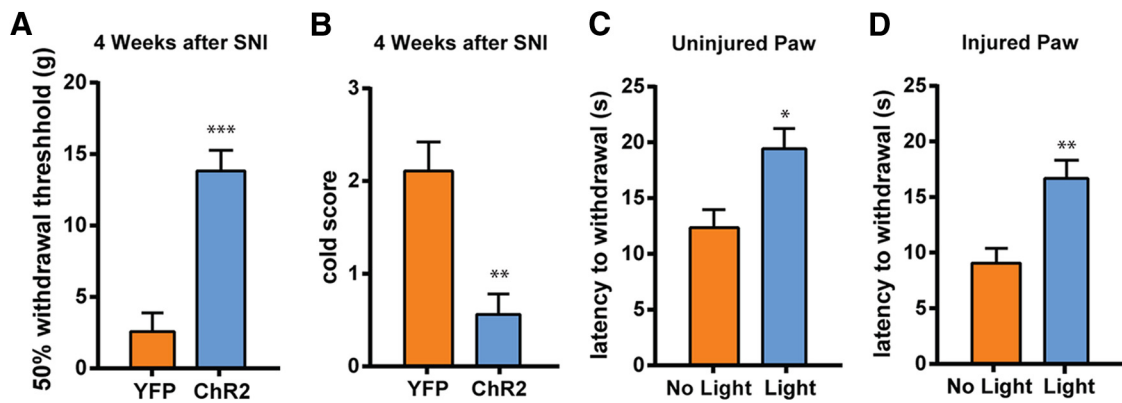 A
4 Weeks after SNI
50% withdrawal threshhold (g)
20
15
10
5
0
***
YFP
ChR2
B
4 Weeks after SNI
cold score
3
2
1
0
**
YFP
ChR2
C
Uninjured Paw
latency to withdrawal (s)
25
20
15
10
5
0
*
No Light
Light
D
Injured Paw
latency to withdrawal (s)
25
20
15
10
5
0
**
No Light
Light